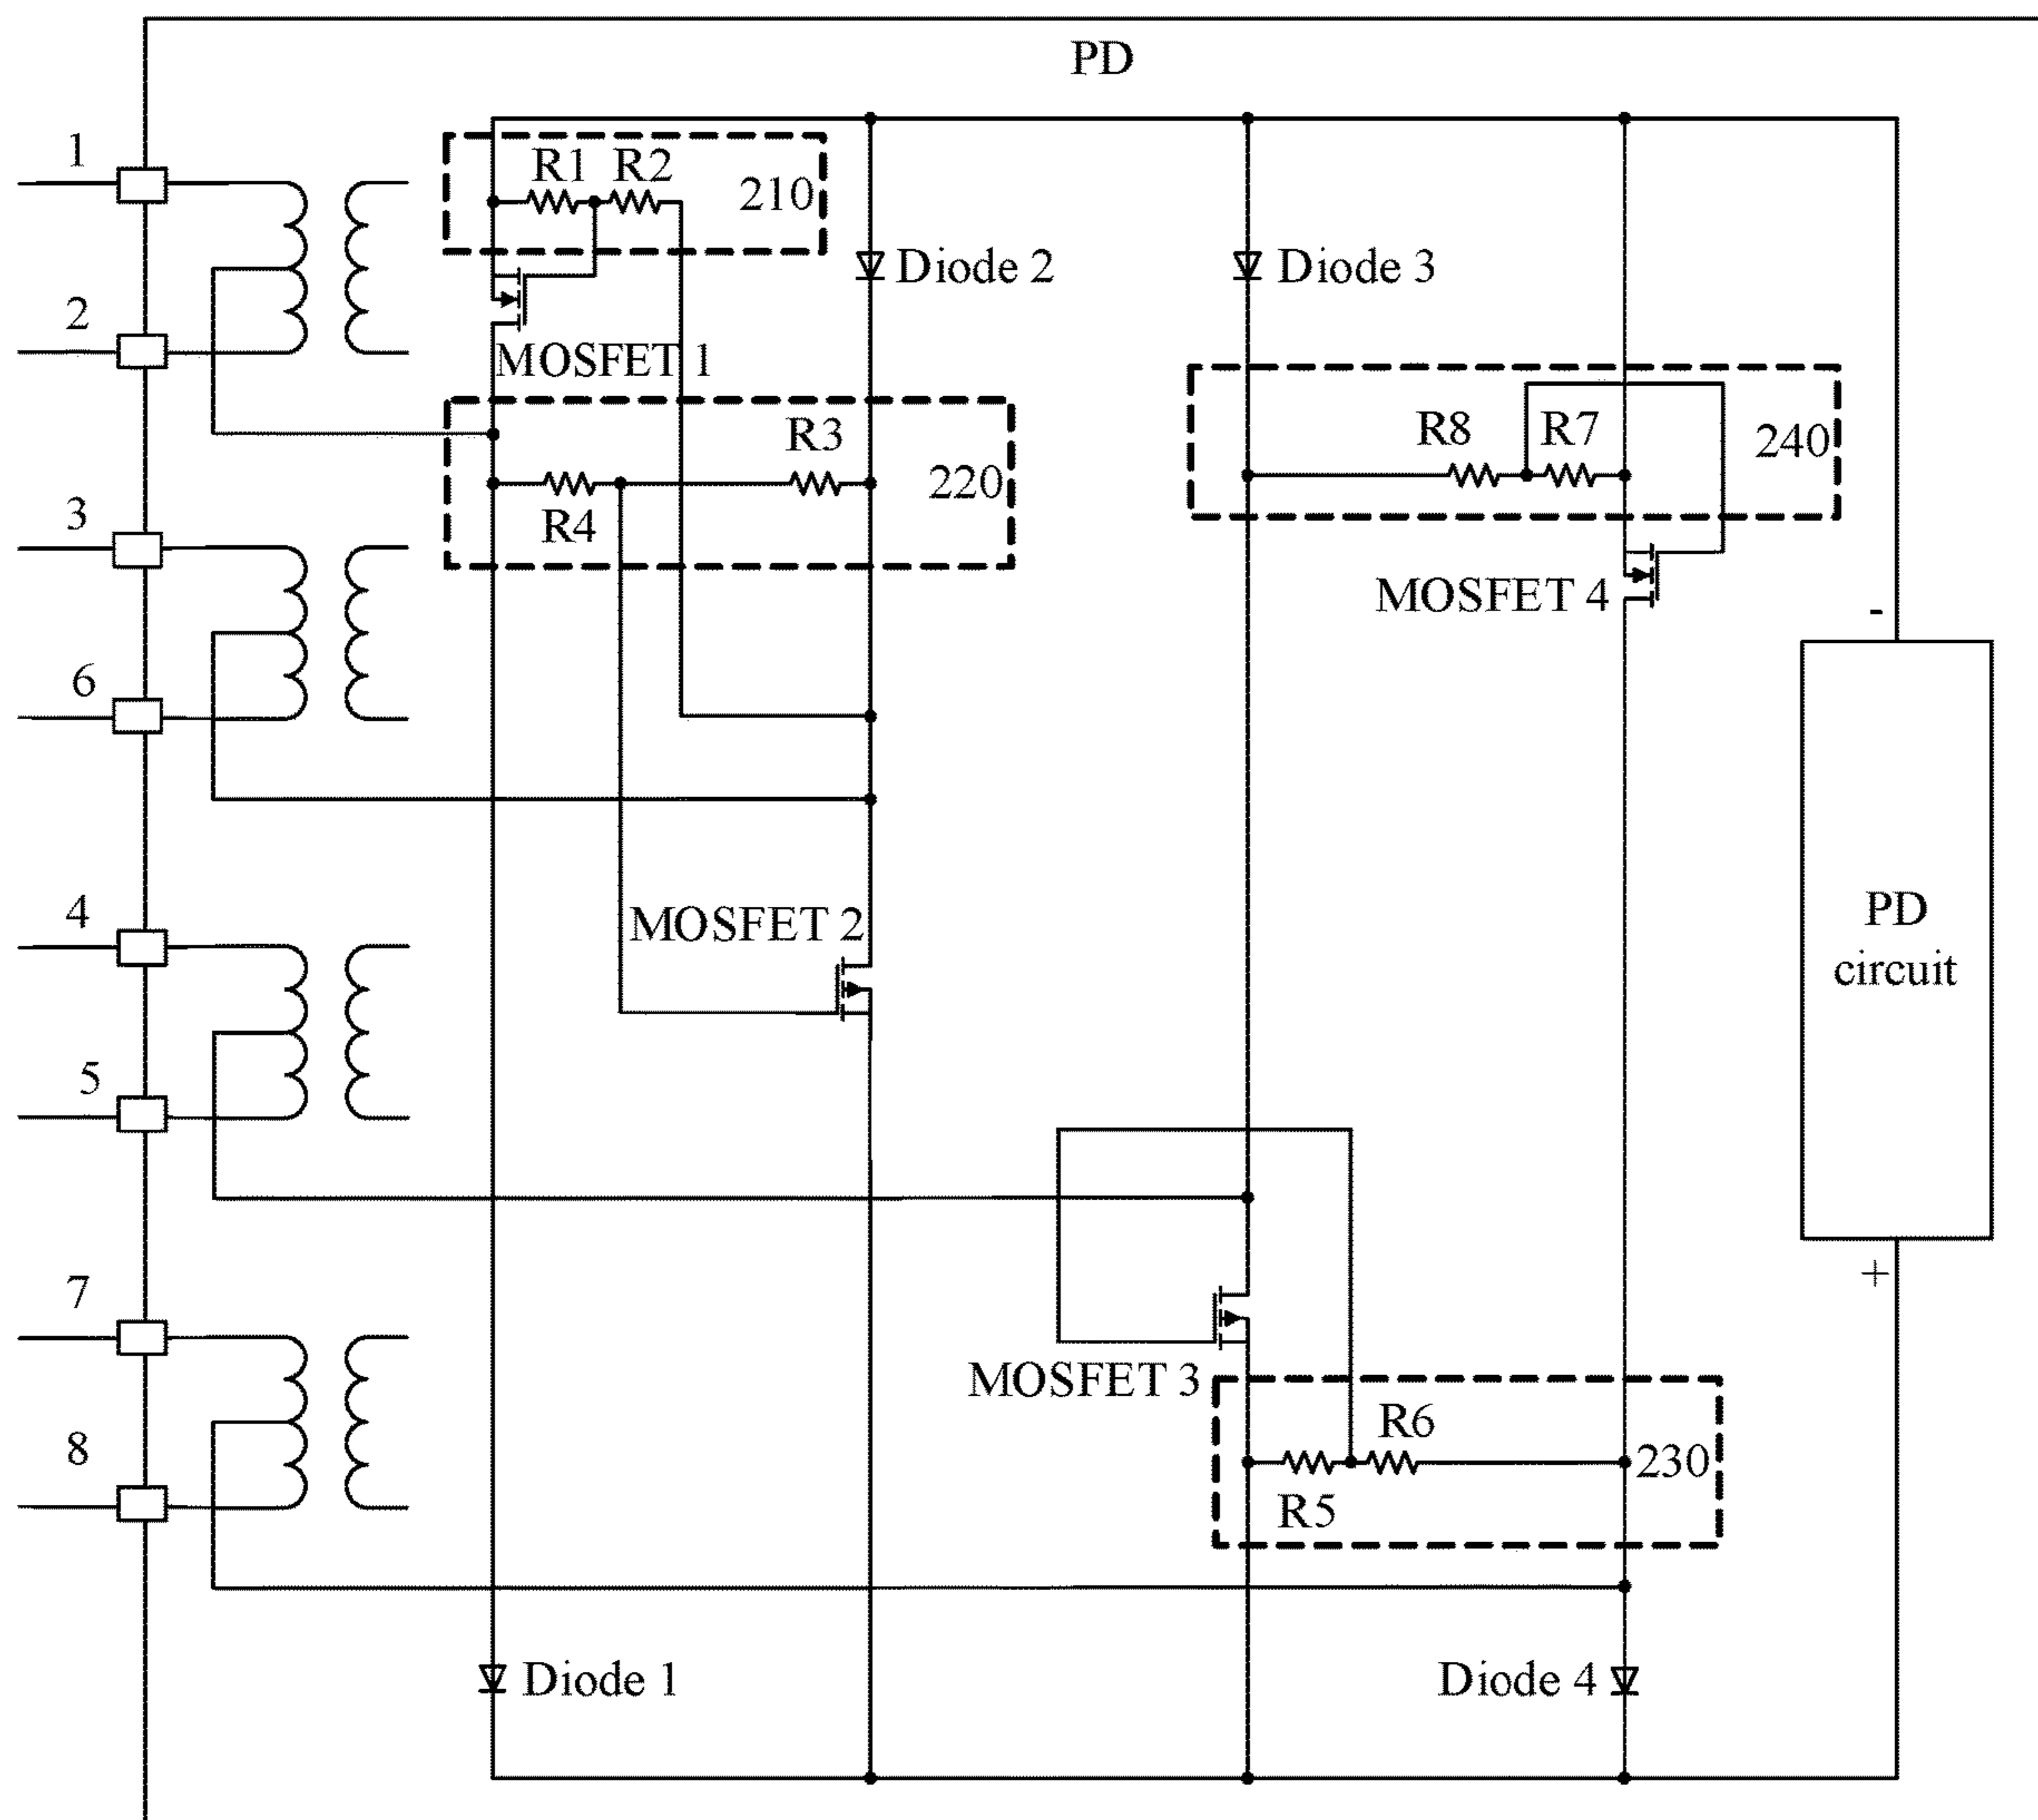 PD
1
R1 R2
210
Diode 2
Diode 3
2
MOSFET 1
R3
R8 R7
240
220
3
R4
MOSFET 4
-
6
4
MOSFET 2
PD
circuit
5
+
7
MOSFET 3
R6
8
230
R5
Diode 1
Diode 4